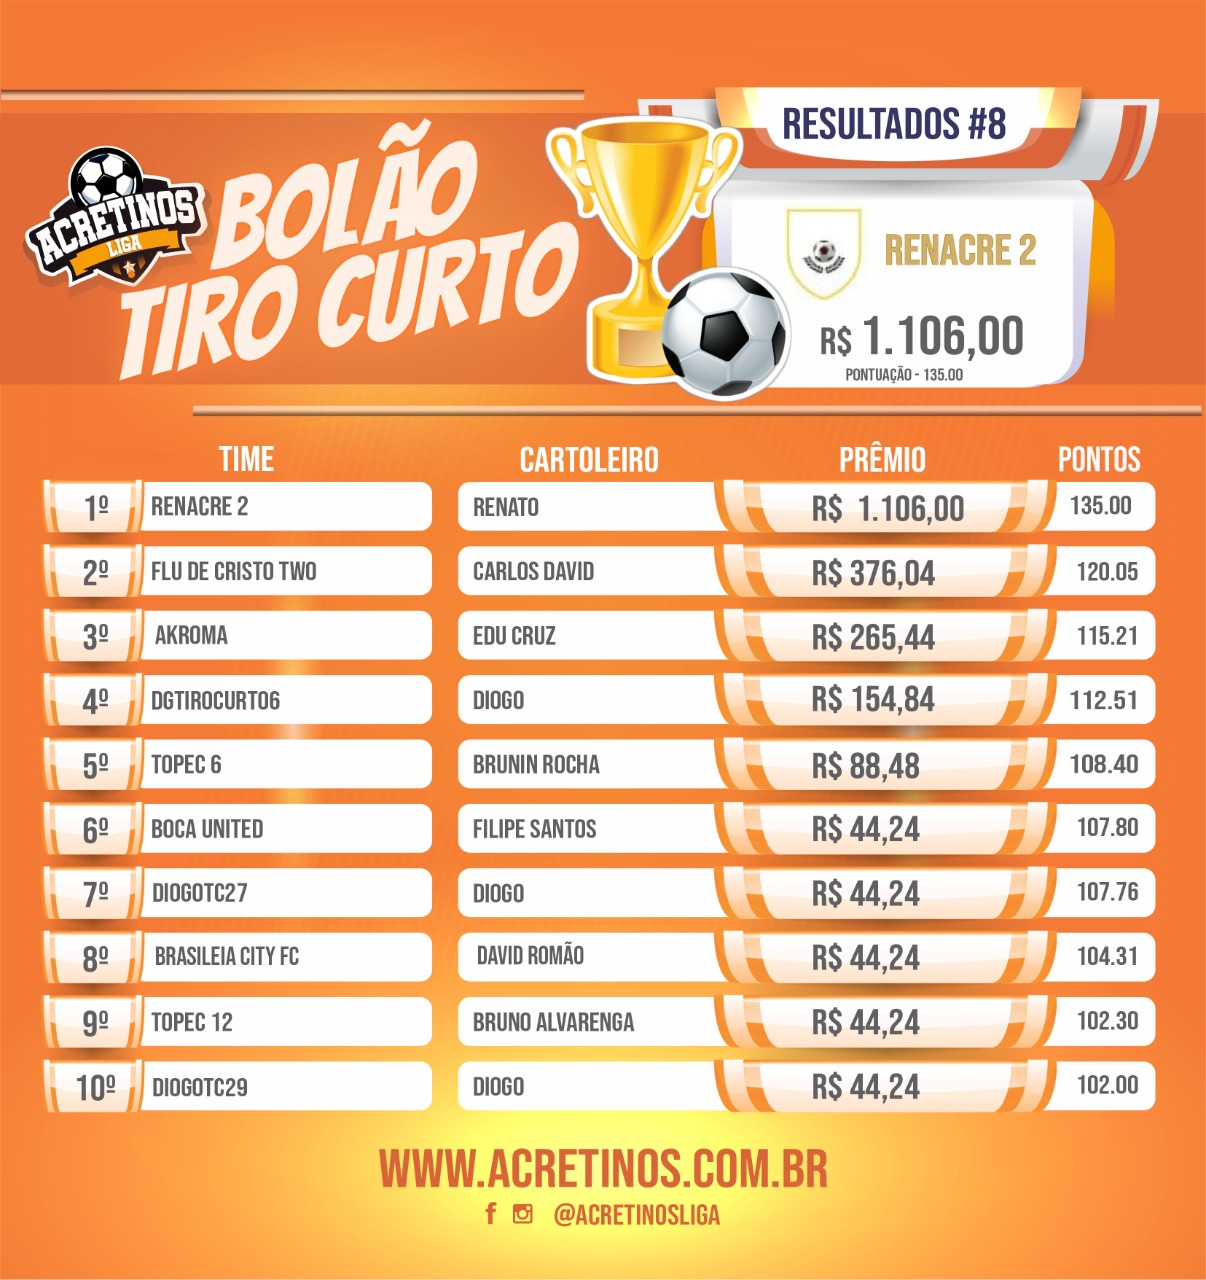 RESULTADOS #8
ACRETINOS
LIGA
BOLÃO
TIRO CURTO
RENACRE 2
R$ 1.106,00
PONTUAÇÃO - 135.00
TIME CARTOLEIRO PRÊMIO PONTOS
1º RENACRE 2 RENATO R$ 1.106,00 135.00
2º FLU DE CRISTO TWO CARLOS DAVID R$ 376,04 120.05
3º AKROMA EDU CRUZ R$ 265,44 115.21
4º DGTIROCURTO6 DIOGO R$ 154,84 112.51
5º TOPEC 6 BRUNIN ROCHA R$ 88,48 108.40
6º BOCA UNITED FILIPE SANTOS R$ 44,24 107.80
7º DIOGOTC27 DIOGO R$ 44,24 107.76
8º BRASILEIA CITY FC DAVID ROMÃO R$ 44,24 104.31
9º TOPEC 12 BRUNO ALVARENGA R$ 44,24 102.30
10º DIOGOTC29 DIOGO R$ 44,24 102.00
WWW.ACRETINOS.COM.BR
@ACRETINOSLIGA